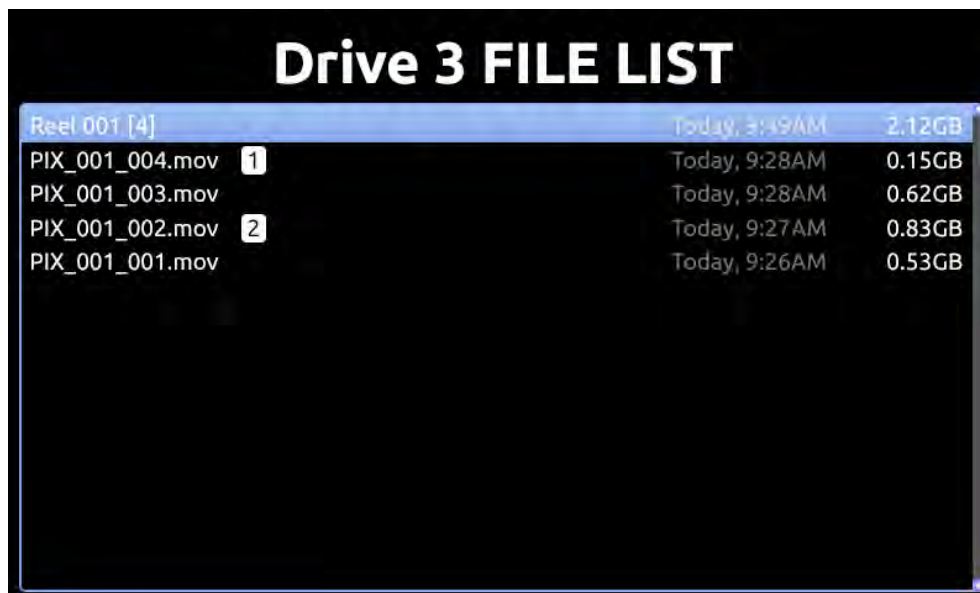 Drive 3 FILE LIST
Reel 001 [4] Today, 9:49AM 2.12GB
PIX_001_004.mov 1 Today, 9:28AM 0.15GB
PIX_001_003.mov Today, 9:28AM 0.62GB
PIX_001_002.mov 2 Today, 9:27AM 0.83GB
PIX_001_001.mov Today, 9:26AM 0.53GB